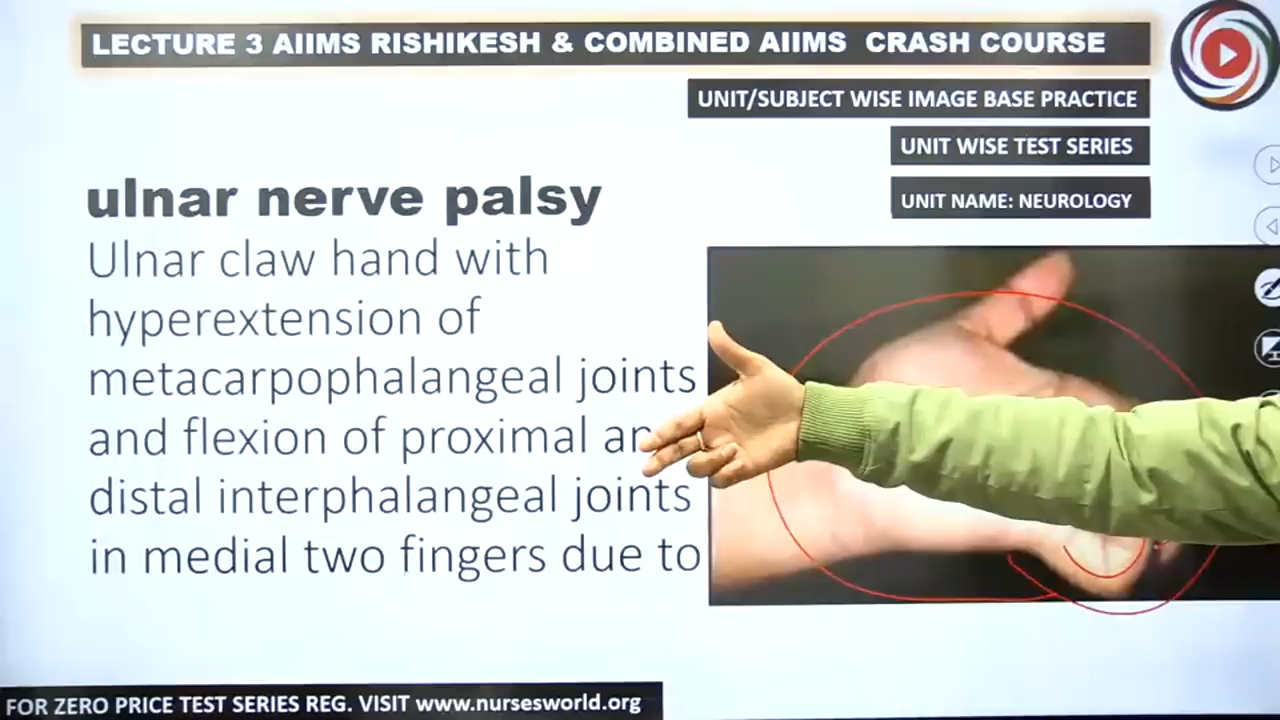 LECTURE 3 AIIMS RISHIKESH & COMBINED AIIMS CRASH COURSE
UNIT/SUBJECT WISE IMAGE BASE PRACTICE
UNIT WISE TEST SERIES
UNIT NAME: NEUROLOGY
ulnar nerve palsy
Ulnar claw hand with
hyperextension of
metacarpophalangeal joints
and flexion of proximal
distal interphalangeal joints
in medial two fingers due to
FOR ZERO PRICE TEST SERIES REG. VISIT www.nursesworld.org